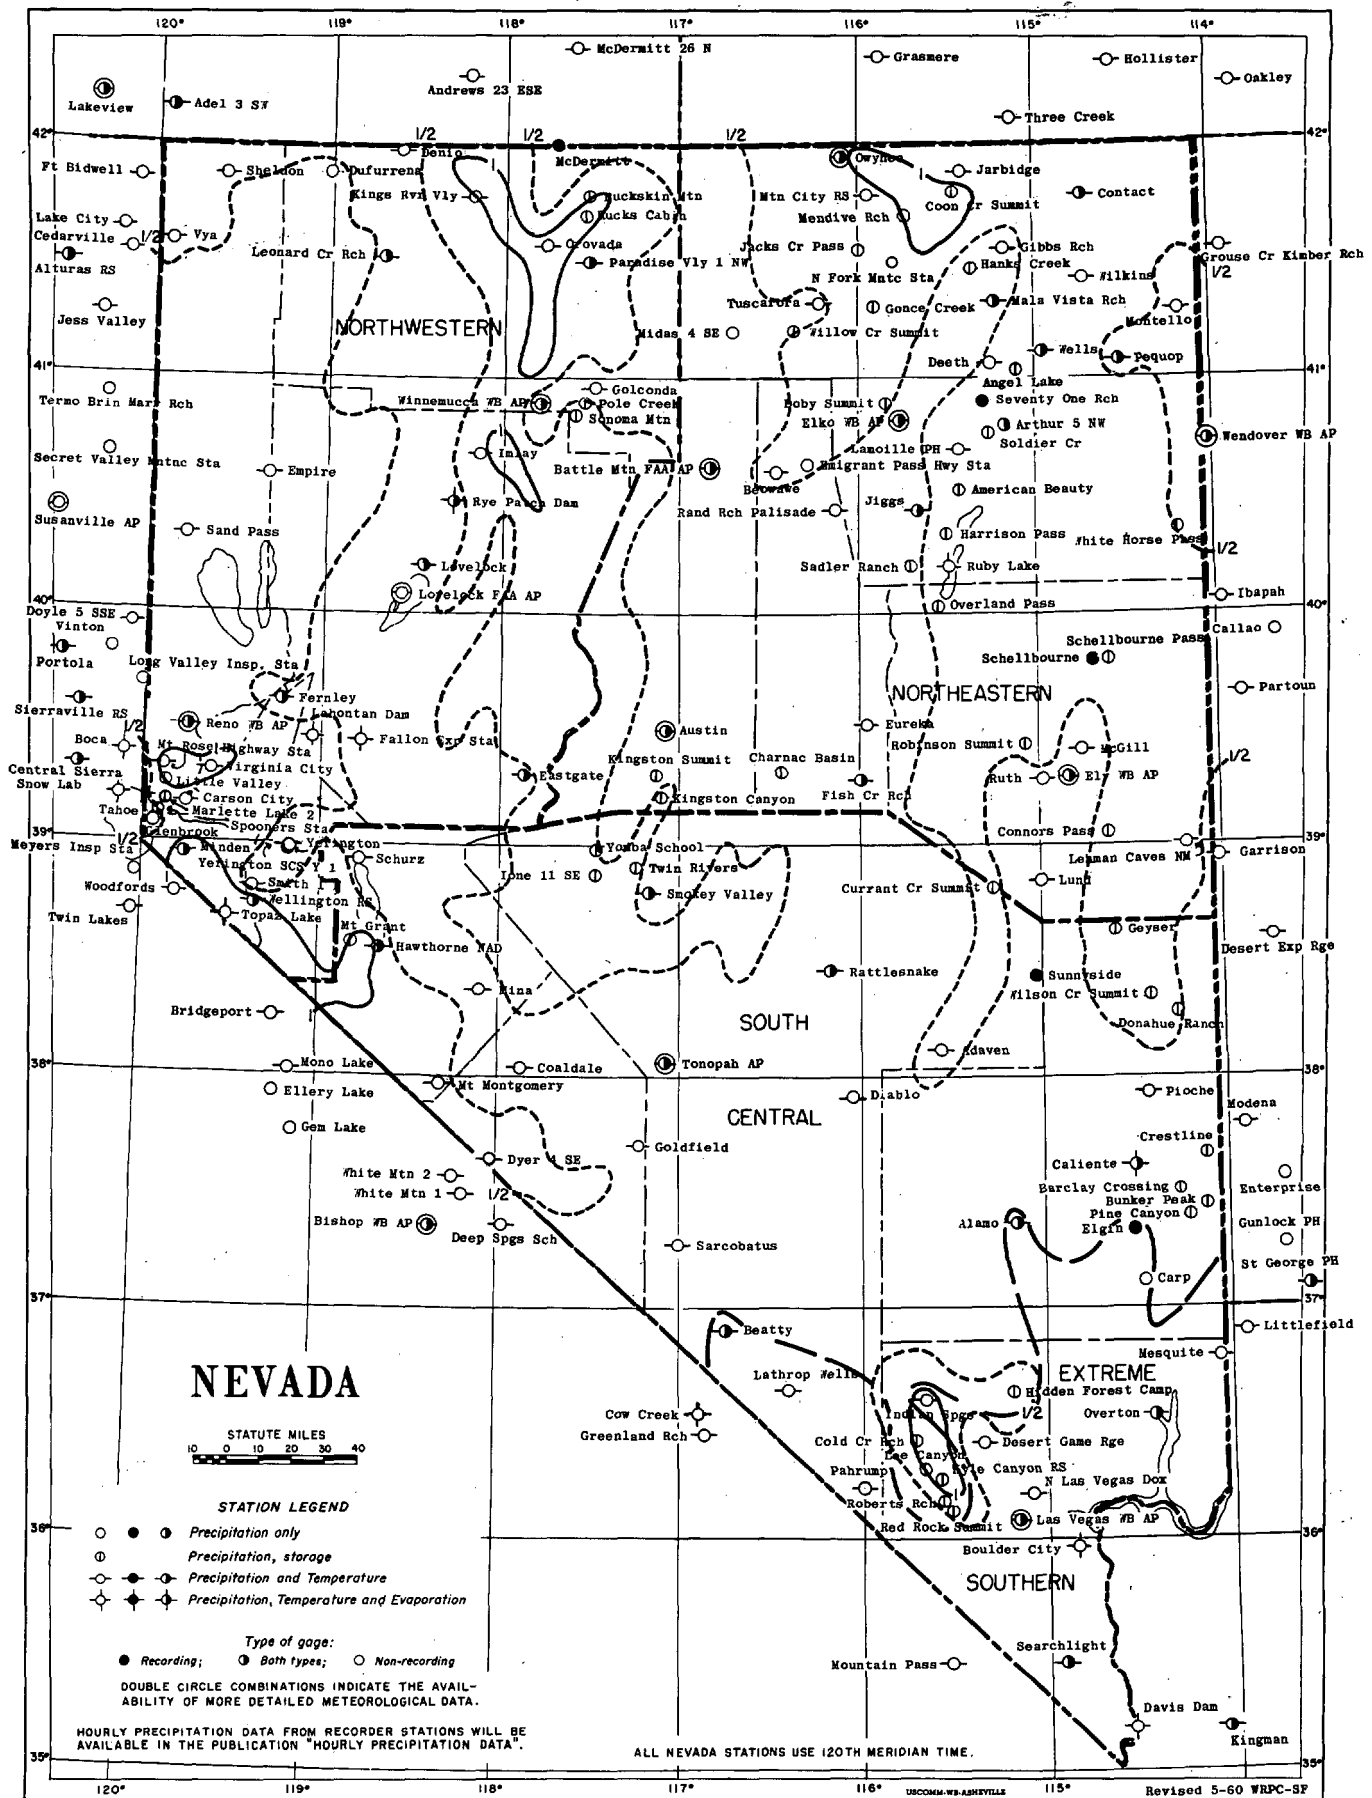 120° 119° 118° 117° 116° 115° 114°
McDermitt 26 N
Grasmere
Hollister
Oakley
Andrews 23 ESE
Lakeview
Adel 3 SW
Three Creek
42° 1/2 1/2 1/2 42°
Denio
McDermitt
Owyhee
Ft Bidwell
Sheldon
Dufurrena
Jarbidge
Kings Rvr Vly
Buckskin Mtn
Mtn City RS
Contact
Coon Cr Summit
Lake City
Bucks Cabin
Mendive Rch
Cedarville
1/2
Vya
Orovada
Jacks Cr Pass
Gibbs Rch
Grouse Cr Kimber Rch
Alturas RS
Leonard Cr Rch
Paradise Vly 1 NW
N Fork Mntc Sta
Hanks Creek
Wilkins
1/2
Jess Valley
Tuscarora
Gonce Creek
Mala Vista Rch
Montello
NORTHWESTERN
Midas 4 SE
Willow Cr Summit
Wells
Pequop
Deeth
41° 41°
Angel Lake
Termo Brin Marr Rch
Golconda
Winnemucca WB AP
Pole Creek
Doby Summit
Seventy One Rch
Sonoma Mtn
Elko WB AP
Arthur 5 NW
Soldier Cr
Wendover WB AP
Secret Valley Mntnc Sta
Empire
Imlay
Lamoille PH
Battle Mtn FAA AP
Emigrant Pass Hwy Sta
Beowawe
American Beauty
Susanville AP
Rye Patch Dam
Rand Rch Palisade
Jiggs
Sand Pass
Harrison Pass
White Horse Pass
1/2
Lovelock
Sadler Ranch
Ruby Lake
Lovelock FAA AP
Ibapah
40° 40°
Overland Pass
Doyle 5 SSE
Vinton
Callao
Schellbourne Pass
Portola
Long Valley Insp. Sta
Schellbourne
Partoun
NORTHEASTERN
Sierraville RS
Fernley
Reno WB AP
Lahontan Dam
1/2
Boca
Fallon Exp Sta
Austin
Eureka
Mt Rose Highway Sta
Robinson Summit
McGill
Central Sierra
Snow Lab
Virginia City
Eastgate
Kingston Summit
Charnac Basin
Ruth
Ely WB AP
1/2
Little Valley
Carson City
Kingston Canyon
Fish Cr Rch
Tahoe
Marlette Lake 2
Spooners Sta
Glenbrook
Connors Pass
39° 1/2 39°
Meyers Insp Sta
Minden
Yerington
Yomba School
Lehman Caves NM
Garrison
Schurz
Ione 11 SE
Twin Rivers
Woodfords
Smith 1
Smokey Valley
Currant Cr Summit
Lund
Wellington RS
Twin Lakes
Topaz Lake
Mt Grant
Geyser
Hawthorne NAD
Desert Exp Rge
Rattlesnake
Sunnyside
Mina
Wilson Cr Summit
Bridgeport
SOUTH
Donahue Ranch
38° Mono Lake
Coaldale
Tonopah AP
Adaven
38°
Ellery Lake
Mt Montgomery
Diablo
Pioche
Modena
Gem Lake
CENTRAL
Goldfield
Crestline
Dyer 4 SE
White Mtn 2
White Mtn 1
1/2
Caliente
Enterprise
Barclay Crossing
Bunker Peak
Pine Canyon
Bishop WB AP
Deep Spgs Sch
Alamo
Elgin
Gunlock PH
Sarcobatus
Carp
St George PH
37° 37°
Beatty
Littlefield
Mesquite
NEVADA
Lathrop Wells
EXTREME
Hidden Forest Camp
Cow Creek
Indian Spgs
1/2
Overton
Greenland Rch
Cold Cr Rch
Desert Game Rge
Lee Canyon
Kyle Canyon RS
Pahrump
N Las Vegas Dox
Roberts Rch
Red Rock Summit
Las Vegas WB AP
Boulder City
36° 36°
STATUTE MILES
10 0 10 20 30 40
STATION LEGEND
Precipitation only
Precipitation, storage
Precipitation and Temperature
Precipitation, Temperature and Evaporation
SOUTHERN
Type of gage:
Recording; Both types; Non-recording
Searchlight
Mountain Pass
DOUBLE CIRCLE COMBINATIONS INDICATE THE AVAIL-
ABILITY OF MORE DETAILED METEOROLOGICAL DATA.
Davis Dam
Kingman
HOURLY PRECIPITATION DATA FROM RECORDER STATIONS WILL BE
AVAILABLE IN THE PUBLICATION "HOURLY PRECIPITATION DATA".
ALL NEVADA STATIONS USE 120TH MERIDIAN TIME.
35° 35°
120° 119° 118° 117° 116° 115°
USCOMM-WB-ASHEVILLE
Revised 5-60 WRPC-SF